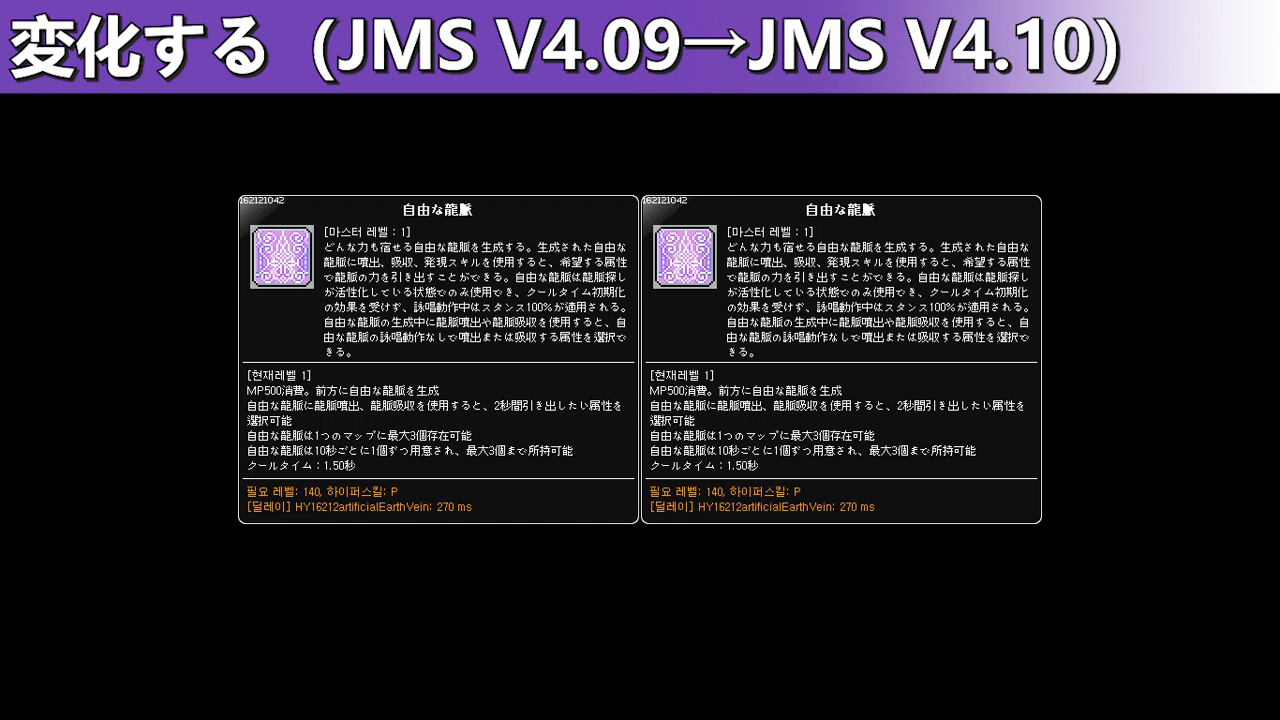 変化する（JMS V4.09→JMS V4.10）
162121042
自由な龍脈
[마스터 레벨 : 1]
どんな力も宿せる自由な龍脈を生成する。生成された自由な
龍脈に噴出、吸収、発現スキルを使用すると、希望する属性
で龍脈の力を引き出すことができる。自由な龍脈は龍脈探し
が活性化している状態でのみ使用でき、クールタイム初期化
の効果を受けず、詠唱動作中はスタンス100%が適用される。
自由な龍脈の生成中に龍脈噴出や龍脈吸収を使用すると、自
由な龍脈の詠唱動作なしで噴出または吸収する属性を選択で
きる。
[현재레벨 1]
MP500消費。前方に自由な龍脈を生成
自由な龍脈に龍脈噴出、龍脈吸収を使用すると、2秒間引き出したい属性を
選択可能
自由な龍脈は1つのマップに最大3個存在可能
自由な龍脈は10秒ごとに1個ずつ用意され、最大3個まで所持可能
クールタイム：1.50秒
필요 레벨: 140, 하이퍼스킬: P
[딜레이] HY16212artificialEarthVein: 270 ms
162121042
自由な龍脈
[마스터 레벨 : 1]
どんな力も宿せる自由な龍脈を生成する。生成された自由な
龍脈に噴出、吸収、発現スキルを使用すると、希望する属性
で龍脈の力を引き出すことができる。自由な龍脈は龍脈探し
が活性化している状態でのみ使用でき、クールタイム初期化
の効果を受けず、詠唱動作中はスタンス100%が適用される。
自由な龍脈の生成中に龍脈噴出や龍脈吸収を使用すると、自
由な龍脈の詠唱動作なしで噴出または吸収する属性を選択で
きる。
[현재레벨 1]
MP500消費。前方に自由な龍脈を生成
自由な龍脈に龍脈噴出、龍脈吸収を使用すると、2秒間引き出したい属性を
選択可能
自由な龍脈は1つのマップに最大3個存在可能
自由な龍脈は10秒ごとに1個ずつ用意され、最大3個まで所持可能
クールタイム：1.50秒
필요 레벨: 140, 하이퍼스킬: P
[딜레이] HY16212artificialEarthVein: 270 ms